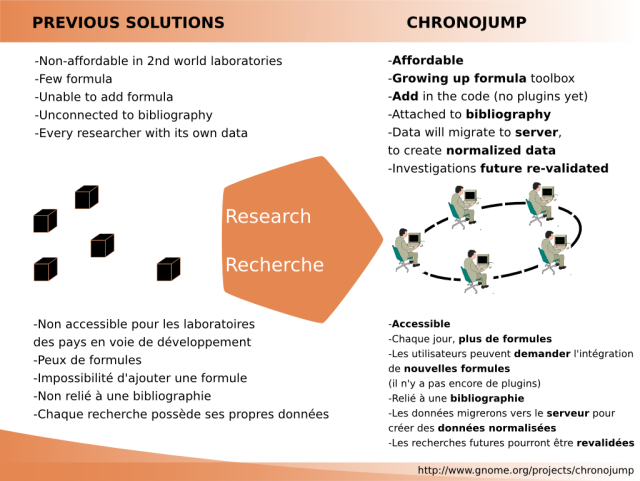 PREVIOUS SOLUTIONS
-Non-affordable in 2nd world laboratories
-Few formula
-Unable to add formula
-Unconnected to bibliography
-Every researcher with its own data
CHRONOJUMP
-Affordable
-Growing up formula toolbox
-Add in the code (no plugins yet)
-Attached to bibliography
-Data will migrate to server,
to create normalized data
-Investigations future re-validated
Research
Recherche
-Non accessible pour les laboratoires
des pays en voie de développement
-Peux de formules
-Impossibilité d'ajouter une formule
-Non relié à une bibliographie
-Chaque recherche possède ses propres données
-Accessible
-Chaque jour, plus de formules
-Les utilisateurs peuvent demander l'intégration
de nouvelles formules
(il n'y a pas encore de plugins)
-Relié à une bibliographie
-Les données migrerons vers le serveur pour
créer des données normalisées
-Les recherches futures pourront être revalidées
http://www.gnome.org/projects/chronojump